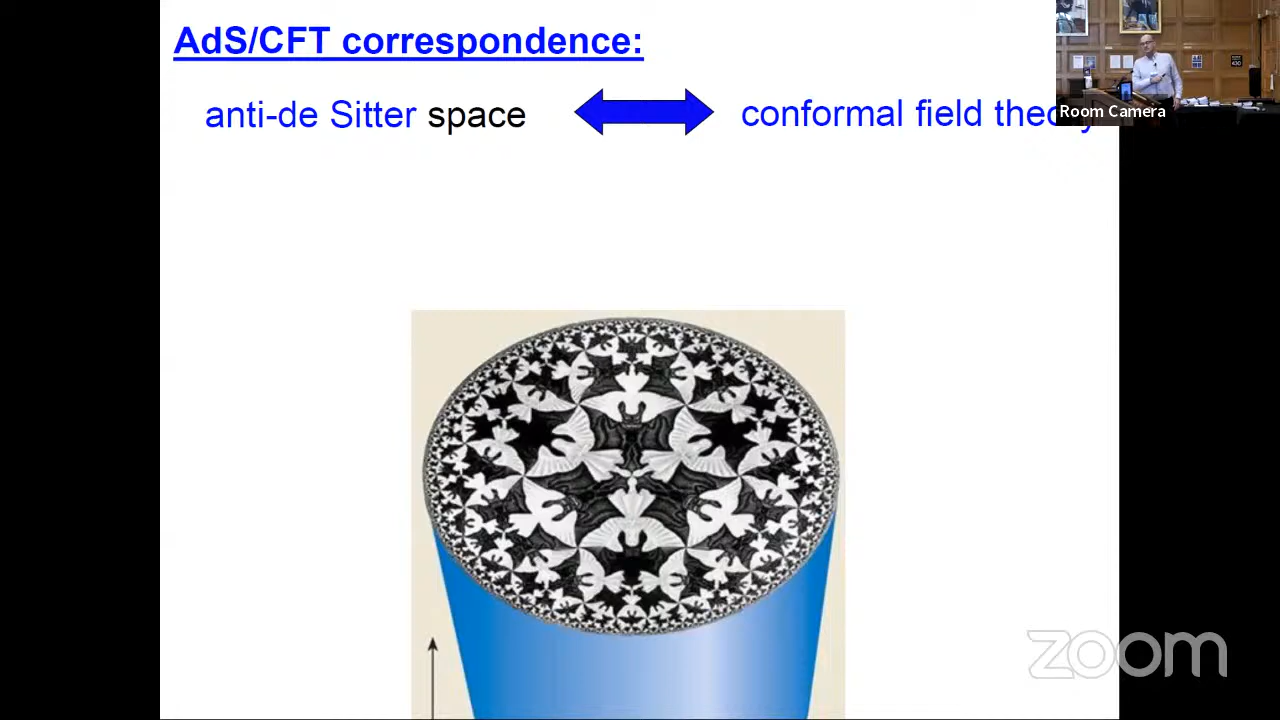 AdS/CFT correspondence:
anti-de Sitter space
conformal field theory
Room Camera
zoom